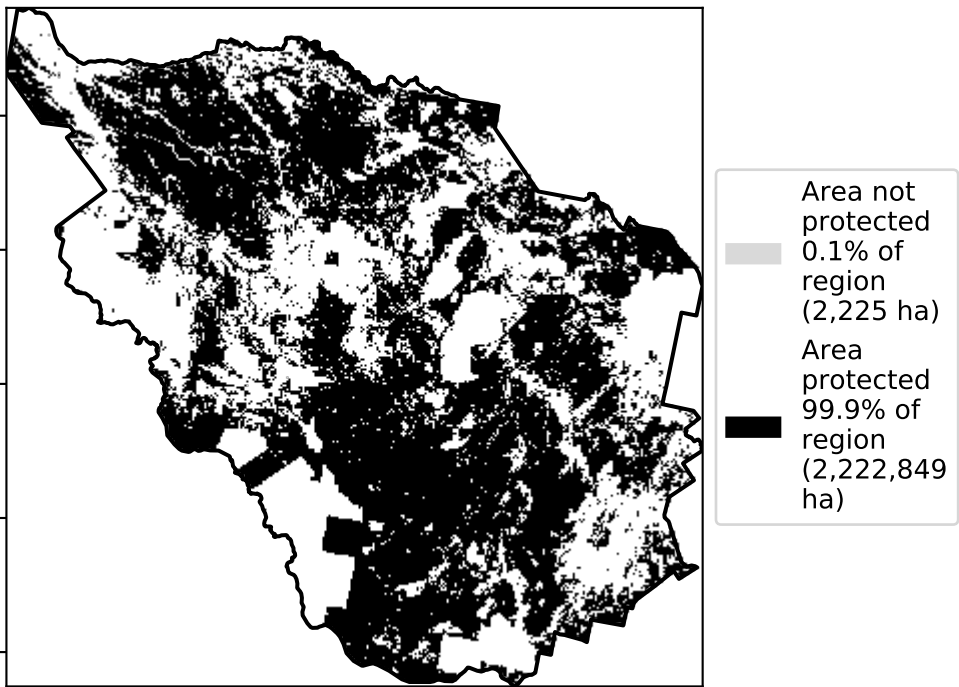 Area not
protected
0.1% of
region
(2,225 ha)
Area
protected
99.9% of
region
(2,222,849
ha)